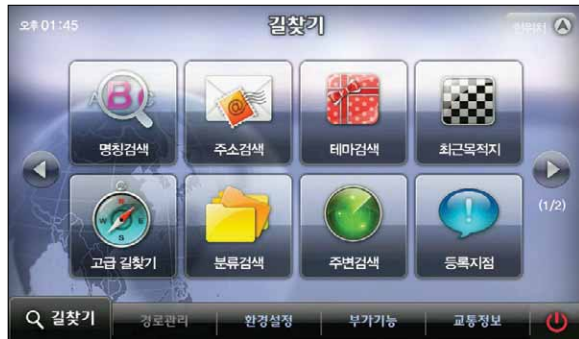 오후 01:45
길찾기
ABC
명칭검색
주소검색
테마검색
최근목적지
(1/2)
고급 길찾기
분류검색
주변검색
등록지점
길찾기
경로관리
환경설정
부가기능
교통정보